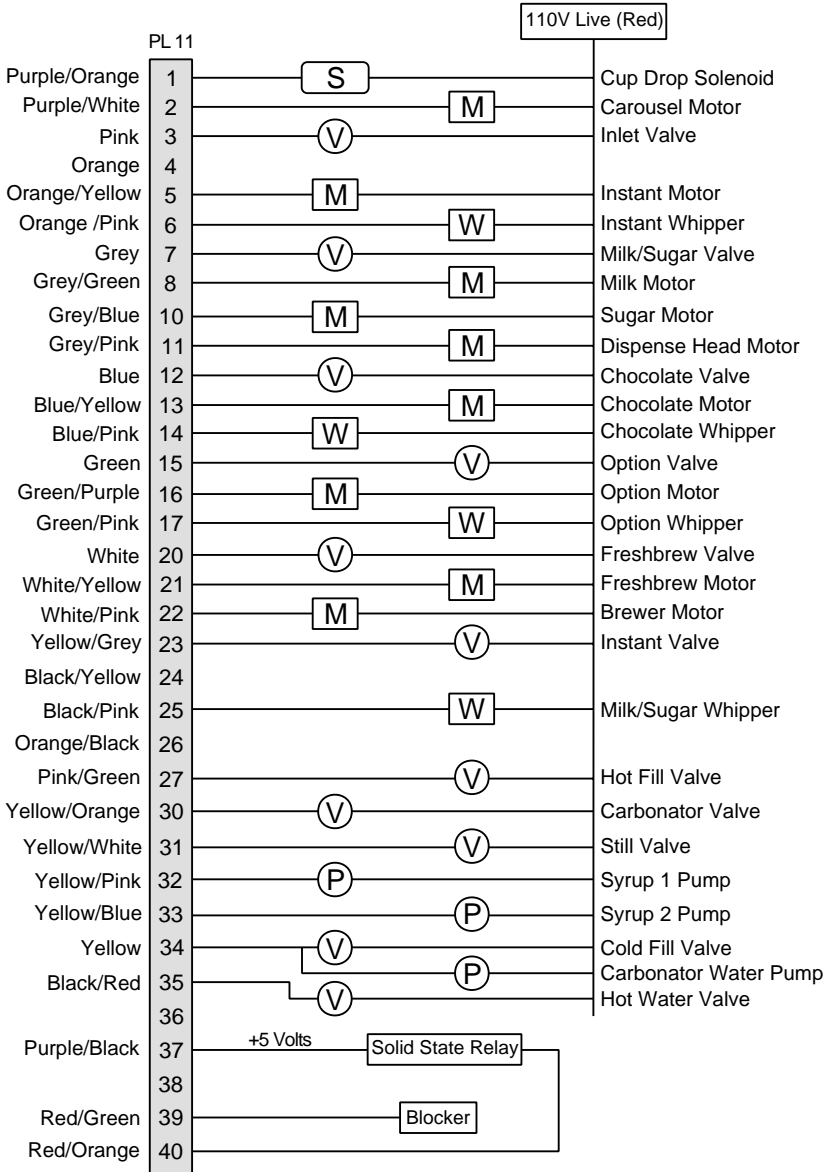 110V Live (Red)
PL 11
Purple/Orange 1 S Cup Drop Solenoid
Purple/White 2 M Carousel Motor
Pink 3 V Inlet Valve
Orange 4
Orange/Yellow 5 M Instant Motor
Orange /Pink 6 W Instant Whipper
Grey 7 V Milk/Sugar Valve
Grey/Green 8 M Milk Motor
Grey/Blue 10 M Sugar Motor
Grey/Pink 11 M Dispense Head Motor
Blue 12 V Chocolate Valve
Blue/Yellow 13 M Chocolate Motor
Blue/Pink 14 W Chocolate Whipper
Green 15 V Option Valve
Green/Purple 16 M Option Motor
Green/Pink 17 W Option Whipper
White 20 V Freshbrew Valve
White/Yellow 21 M Freshbrew Motor
White/Pink 22 M Brewer Motor
Yellow/Grey 23 V Instant Valve
Black/Yellow 24
Black/Pink 25 W Milk/Sugar Whipper
Orange/Black 26
Pink/Green 27 V Hot Fill Valve
Yellow/Orange 30 V Carbonator Valve
Yellow/White 31 V Still Valve
Yellow/Pink 32 P Syrup 1 Pump
Yellow/Blue 33 P Syrup 2 Pump
Yellow 34 V Cold Fill Valve
P Carbonator Water Pump
Black/Red 35 V Hot Water Valve
36
Purple/Black 37 +5 Volts Solid State Relay
38
Red/Green 39 Blocker
Red/Orange 40